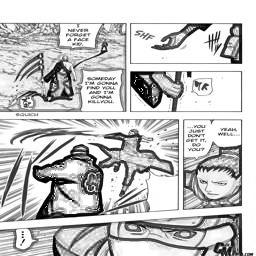 NEVER
FORGET
A FACE
KID.
SOMEDAY
I'M GONNA
FIND YOU,
AND I'M
GONNA
KILL YOU.
SQUICH
SHF
YEAH,
WELL...
...YOU
JUST
DON'T
GET IT,
DO
YOU?
...!